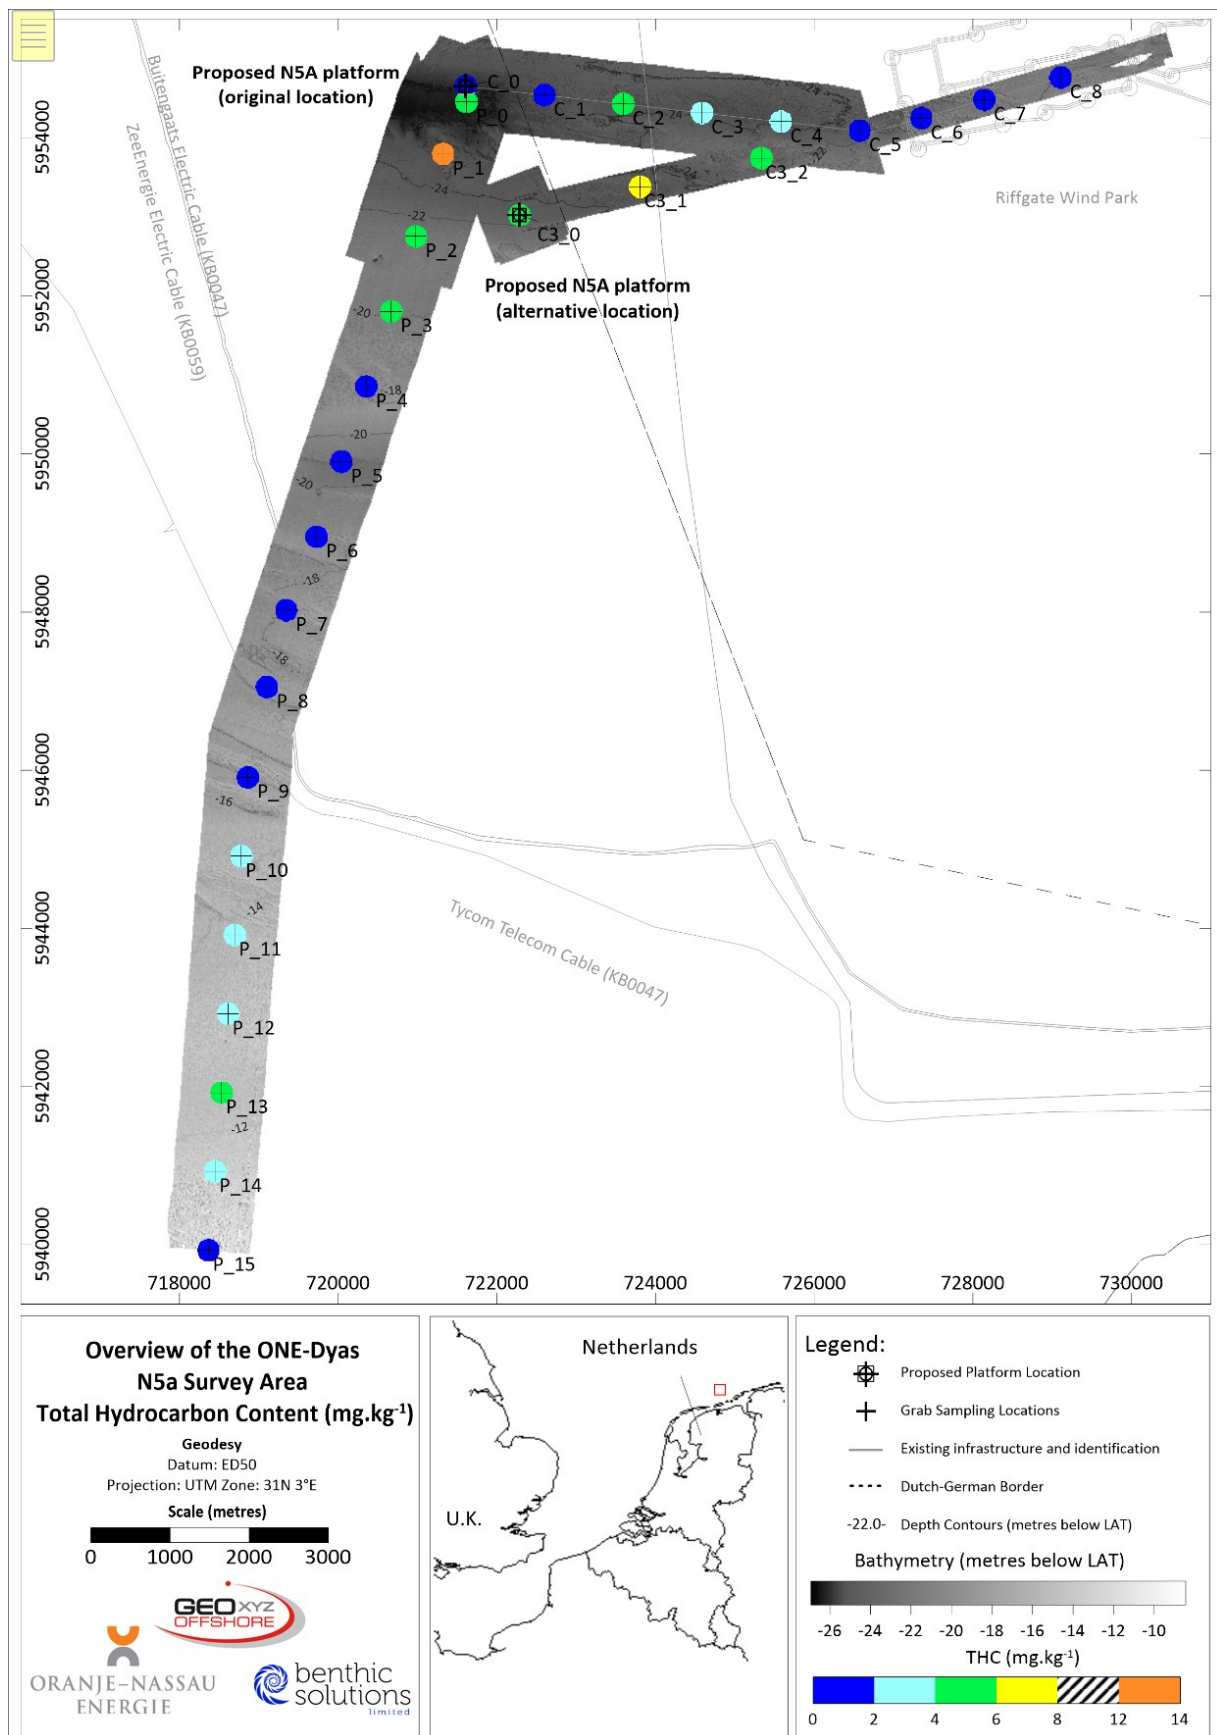 Proposed N5A platform
(original location)
Buitengaats Electric Cable (KB0047)
ZeeEnergie Electric Cable (KB0059)
C_0
P_0
C_1
C_2
-24
C_3
C_4
C_5
C_6
C_7
C_8
P_1
-24
-22
C3_2
-22
-24
C3_1
C3_0
P_2
Riffgate Wind Park
Proposed N5A platform
(alternative location)
-20
P_3
-18
P_4
-20
P_5
-20
P_6
-18
P_7
-18
P_8
P_9
-16
P_10
-14
P_11
Tycom Telecom Cable (KB0047)
P_12
P_13
-12
P_14
P_15
5954000
5952000
5950000
5948000
5946000
5944000
5942000
5940000
718000
720000
722000
724000
726000
728000
730000
Overview of the ONE-Dyas
N5a Survey Area
Total Hydrocarbon Content (mg.kg⁻¹)
Geodesy
Datum: ED50
Projection: UTM Zone: 31N 3°E
Scale (metres)
0 1000 2000 3000
GEO XYZ
OFFSHORE
ORANJE-NASSAU
ENERGIE
benthic
solutions
limited
Netherlands
U.K.
Legend:
Proposed Platform Location
Grab Sampling Locations
Existing infrastructure and identification
Dutch-German Border
-22.0- Depth Contours (metres below LAT)
Bathymetry (metres below LAT)
-26 -24 -22 -20 -18 -16 -14 -12 -10
THC (mg.kg⁻¹)
0 2 4 6 8 12 14